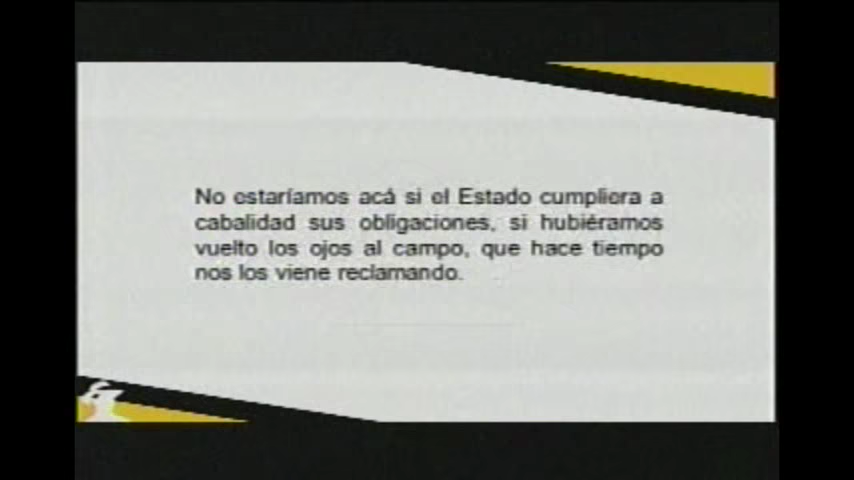 No estaríamos acá si el Estado cumpliera a
cabalidad sus obligaciones, si hubiéramos
vuelto los ojos al campo, que hace tiempo
nos los viene reclamando.